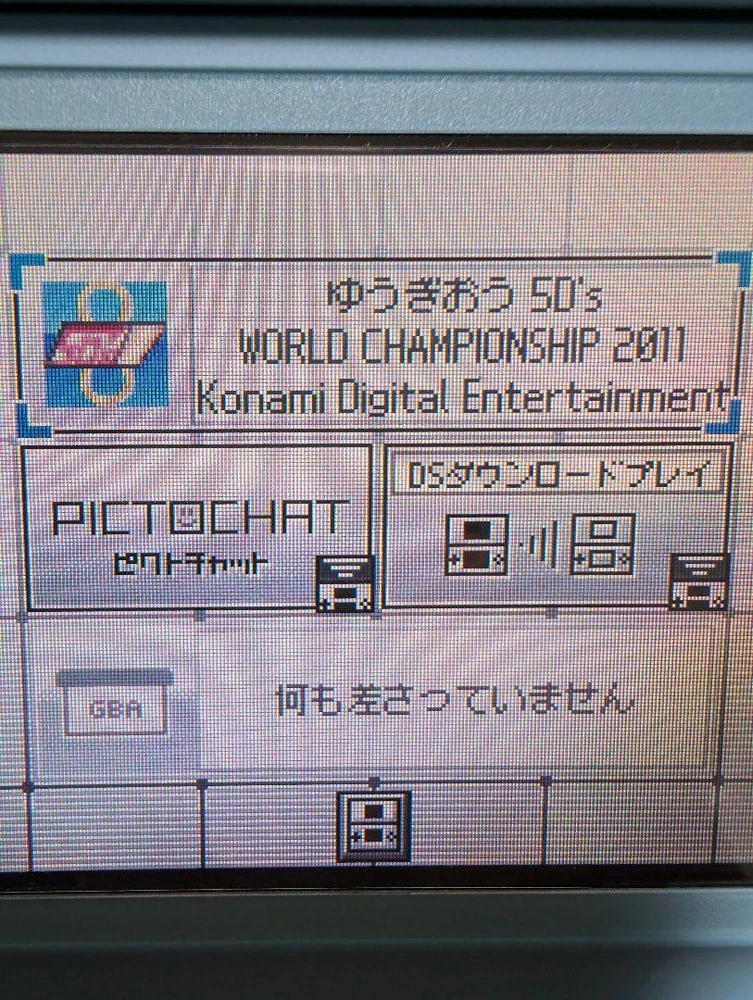 ゆうぎおう 5D's
WORLD CHAMPIONSHIP 2011
Konami Digital Entertainment
PICTOCHAT
ピクトチャット
DSダウンロードプレイ
GBA
何も差さっていません